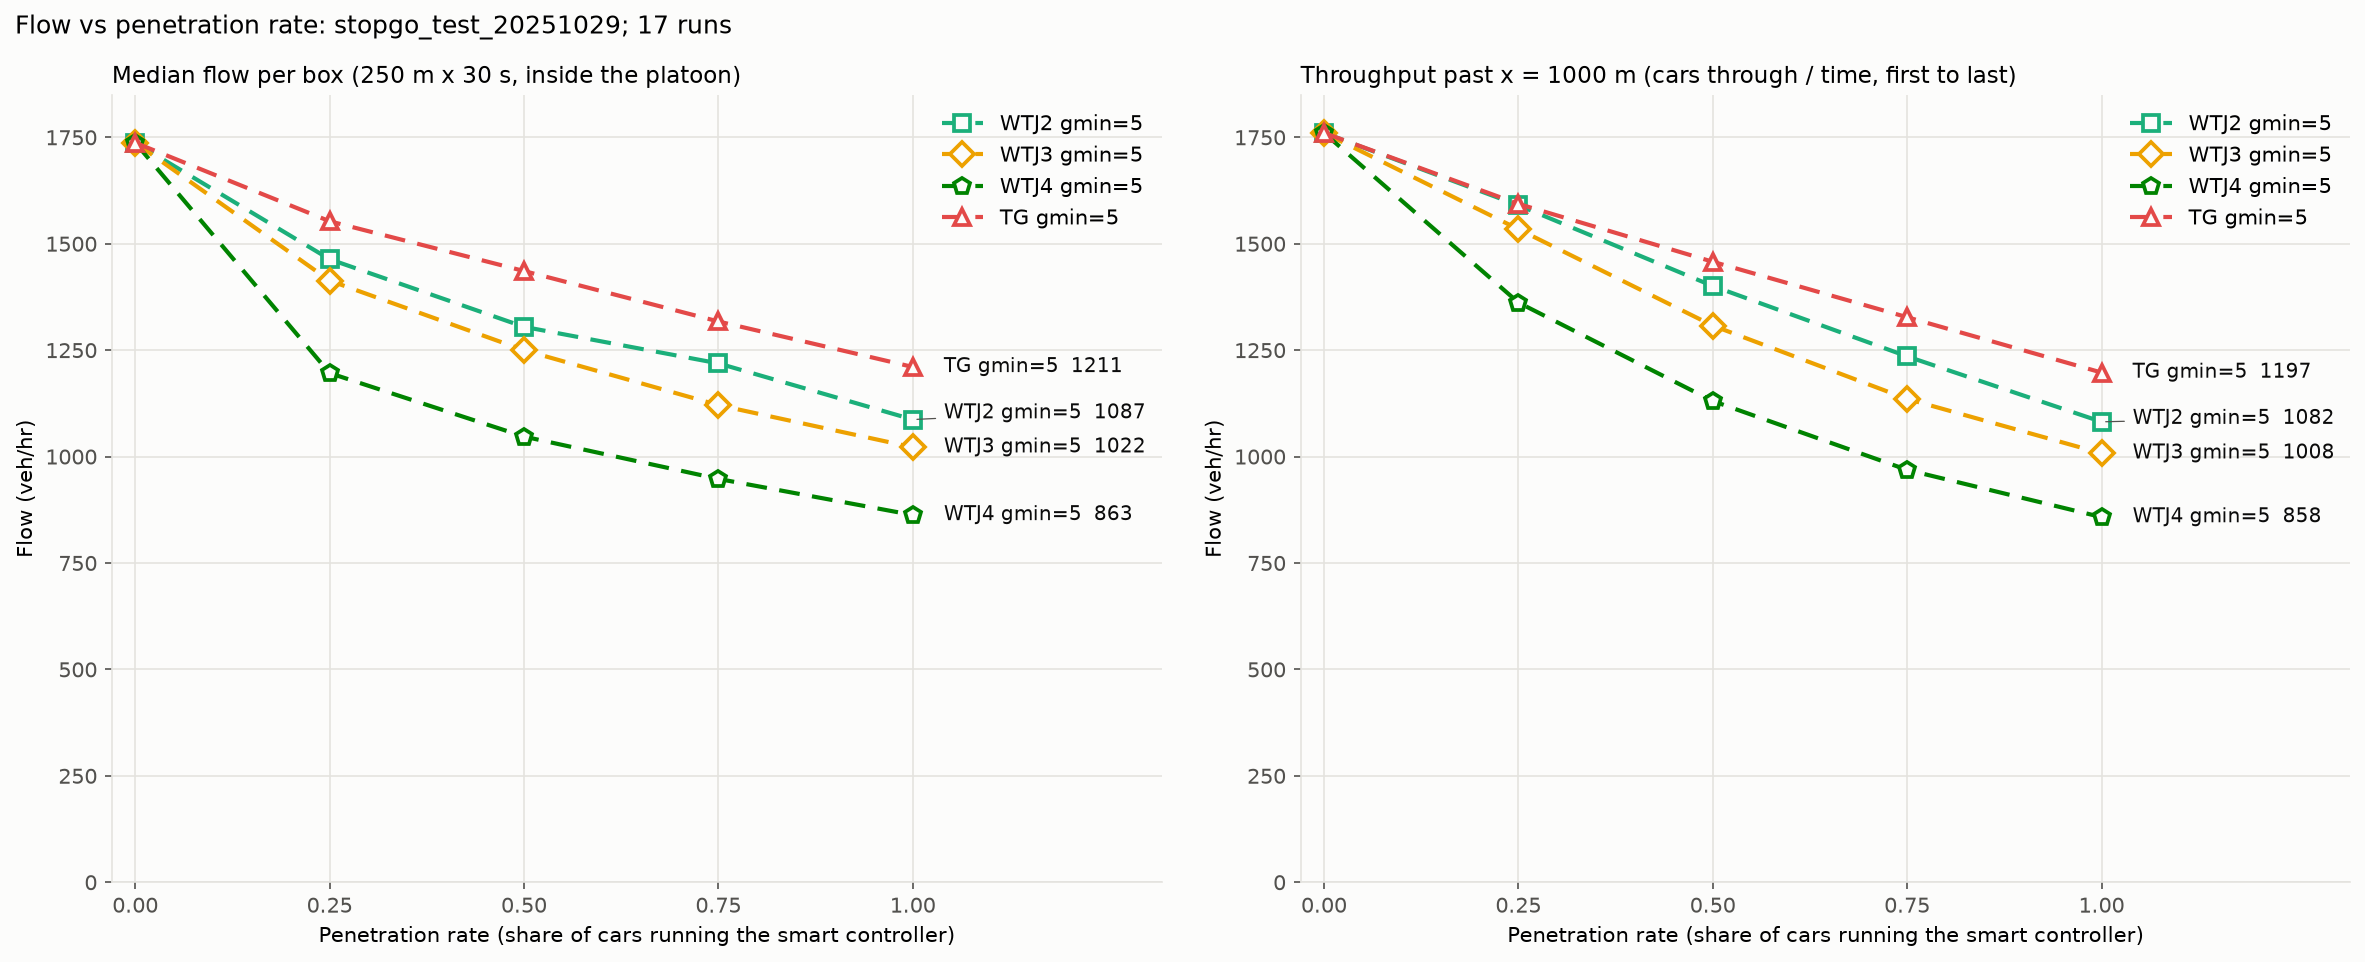 Flow vs penetration rate: stopgo_test_20251029; 17 runs
Median flow per box (250 m x 30 s, inside the platoon)
WTJ2 gmin=5
WTJ3 gmin=5
WTJ4 gmin=5
TG gmin=5
1750
1500
1250
1000
750
500
250
0
Flow (veh/hr)
TG gmin=5 1211
WTJ2 gmin=5 1087
WTJ3 gmin=5 1022
WTJ4 gmin=5 863
0.00 0.25 0.50 0.75 1.00
Penetration rate (share of cars running the smart controller)
Throughput past x = 1000 m (cars through / time, first to last)
WTJ2 gmin=5
WTJ3 gmin=5
WTJ4 gmin=5
TG gmin=5
1750
1500
1250
1000
750
500
250
0
Flow (veh/hr)
TG gmin=5 1197
WTJ2 gmin=5 1082
WTJ3 gmin=5 1008
WTJ4 gmin=5 858
0.00 0.25 0.50 0.75 1.00
Penetration rate (share of cars running the smart controller)